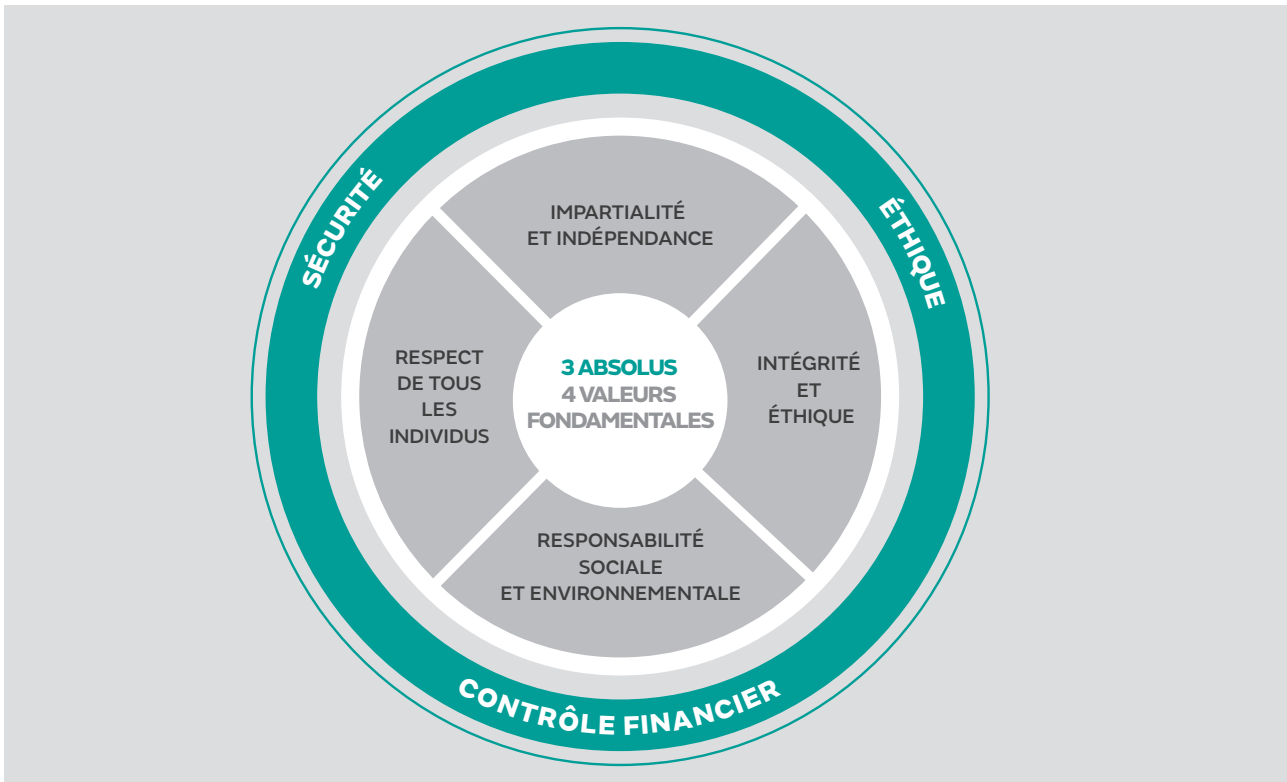 SÉCURITÉ
ÉTHIQUE
IMPARTIALITÉ
ET INDÉPENDANCE
RESPECT
DE TOUS
LES
INDIVIDUS
3 ABSOLUS
4 VALEURS
FONDAMENTALES
INTÉGRITÉ
ET
ÉTHIQUE
RESPONSABILITÉ
SOCIALE
ET ENVIRONNEMENTALE
CONTRÔLE FINANCIER